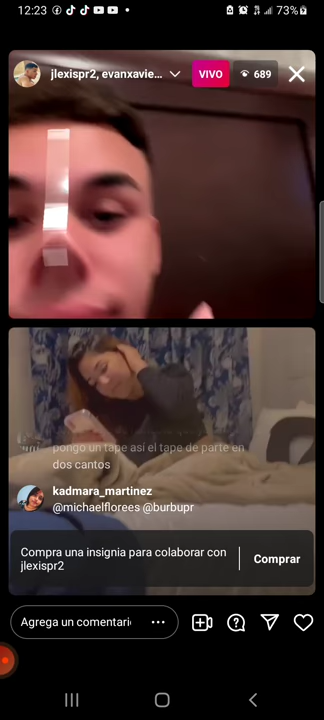 12:23
73%
jlexispr2, evanxavie...
VIVO
689
pongo un tape así el tape de parte en
dos cantos
kadmara_martinez
@michaelflorees @burbupr
Compra una insignia para colaborar con
jlexispr2
Comprar
Agrega un comentari